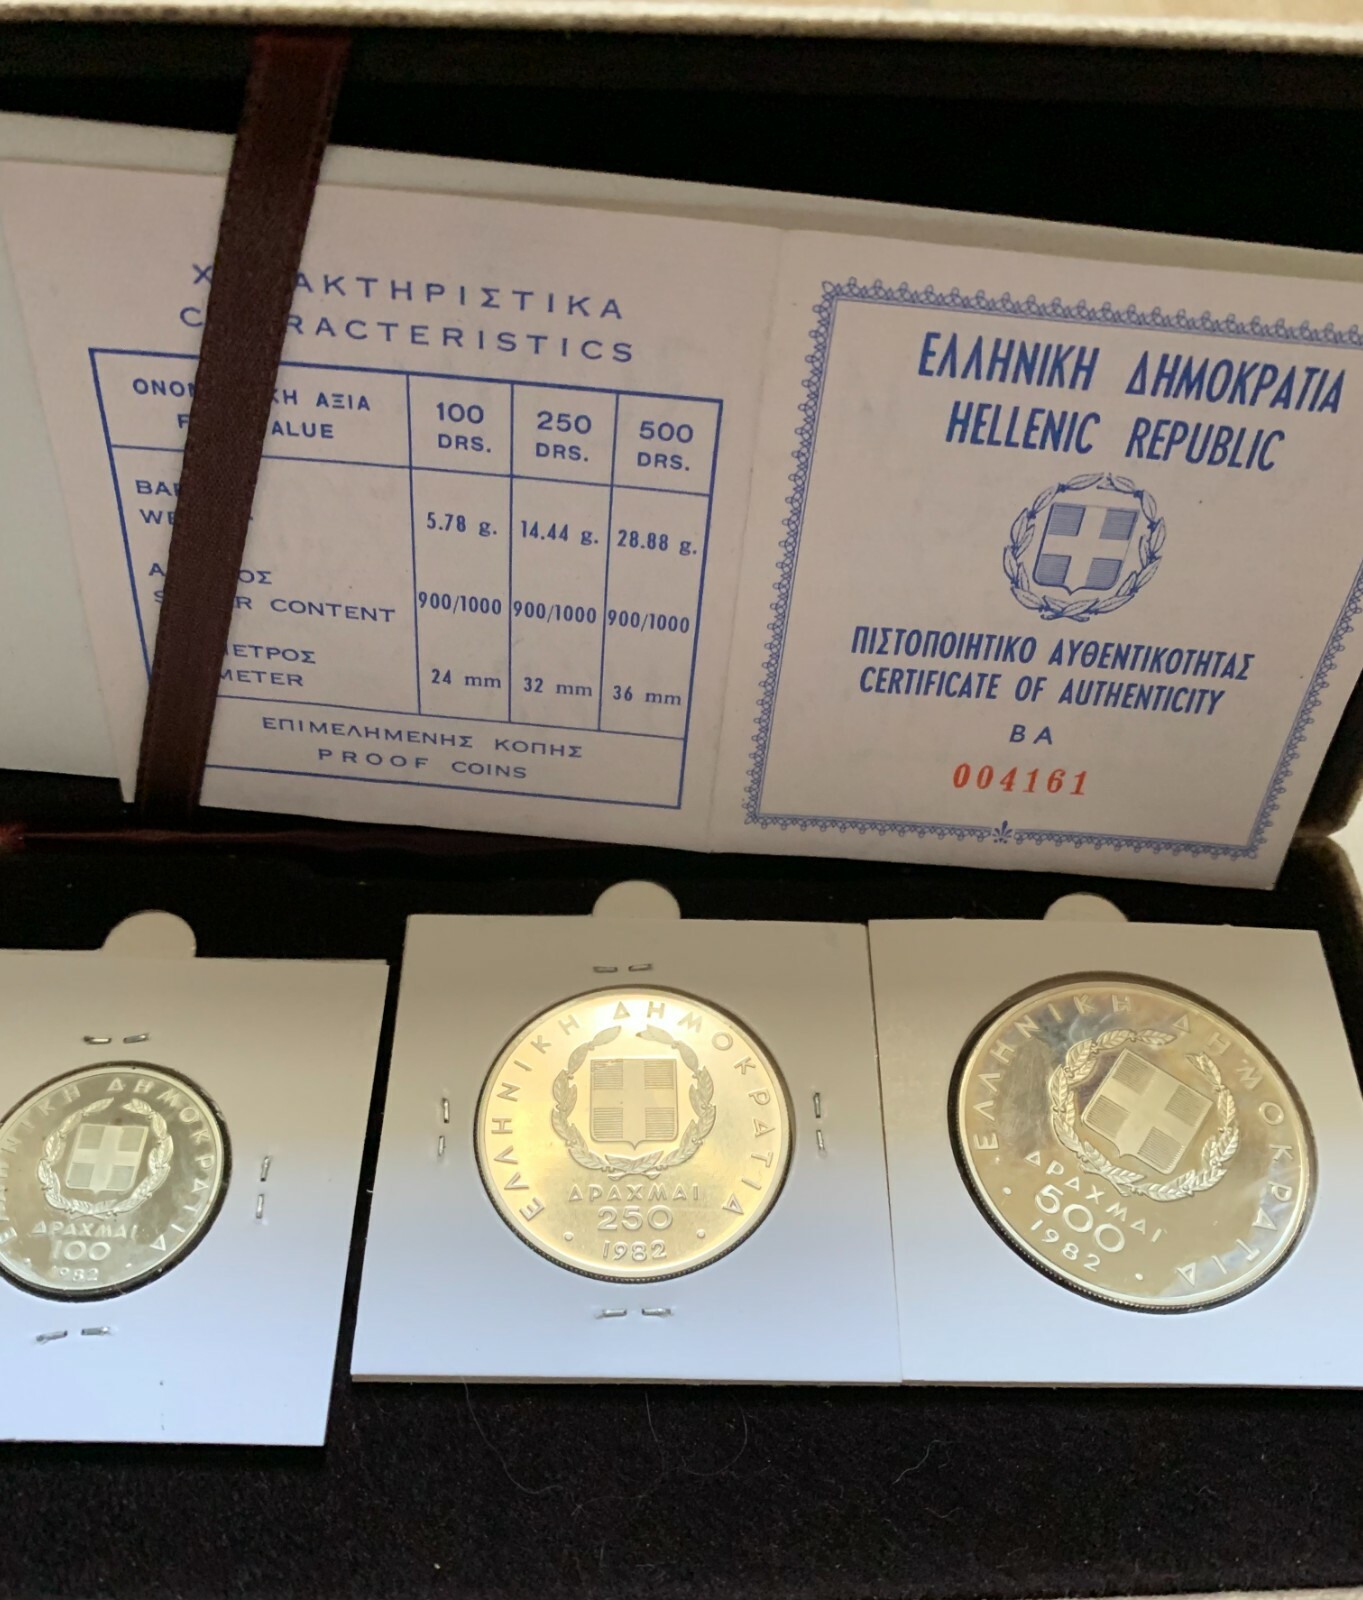 ΑΚΤΗΡΙΣΤΙΚΑ
RACTERISTICS
ΚΗ ΑΞΙΑ
ALUE
100
DRS.
250
DRS.
500
DRS.
5.78 g.
14.44 g.
28.88 g.
R CONTENT
900/1000
900/1000
900/1000
ΕΤΡΟΣ
METER
24 mm
32 mm
36 mm
ΕΠΙΜΕΛΗΜΕΝΗΣ ΚΟΠΗΣ
PROOF COINS
ΕΛΛΗΝΙΚΗ ΔΗΜΟΚΡΑΤΙΑ
HELLENIC REPUBLIC
ΠΙΣΤΟΠΟΙΗΤΙΚΟ ΑΥΘΕΝΤΙΚΟΤΗΤΑΣ
CERTIFICATE OF AUTHENTICITY
ΒΑ
004161
ΔΗΜΟΚΡΑΤΙΑ
ΔΡΑΧΜΑΙ
100
1982
ΕΛΛΗΝΙΚΗ ΔΗΜΟΚΡΑΤΙΑ
ΔΡΑΧΜΑΙ
250
1982
ΕΛΛΗΝΙΚΗ ΔΗΜΟΚΡΑΤΙΑ
ΔΡΑΧΜΑΙ
500
1982